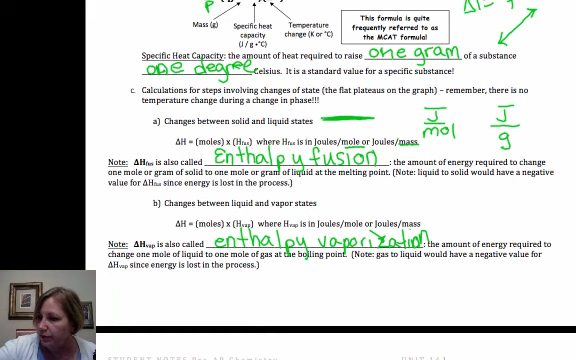 ΔH = 
Mass (g) Specific heat capacity (J / g •°C) Temperature change (K or °C)
This formula is quite frequently referred to as the MCAT formula!
Specific Heat Capacity: the amount of heat required to raise one gram of a substance
one degree Celsius. It is a standard value for a specific substance!
c. Calculations for steps involving changes of state (the flat plateaus on the graph) – remember, there is no
temperature change during a change in phase!!!
a) Changes between solid and liquid states
J/mol J/g
ΔH = (moles) x (Hfus) where Hfus is in Joules/mole or Joules/mass
Note: ΔHfus is also called Enthalpy fusion : the amount of energy required to change
one mole or gram of solid to one mole or gram of liquid at the melting point. (Note: liquid to solid would have a negative
value for ΔHfus since energy is lost in the process.)
b) Changes between liquid and vapor states
ΔH = (moles) x (Hvap) where Hvap is in Joules/mole or Joules/mass
Note: ΔHvap is also called enthalpy vaporization : the amount of energy required to
change one mole of liquid to one mole of gas at the boiling point. (Note: gas to liquid would have a negative value for
ΔHvap since energy is lost in the process.)
STUDENT NOTES Pre-AP Chemistry UNIT